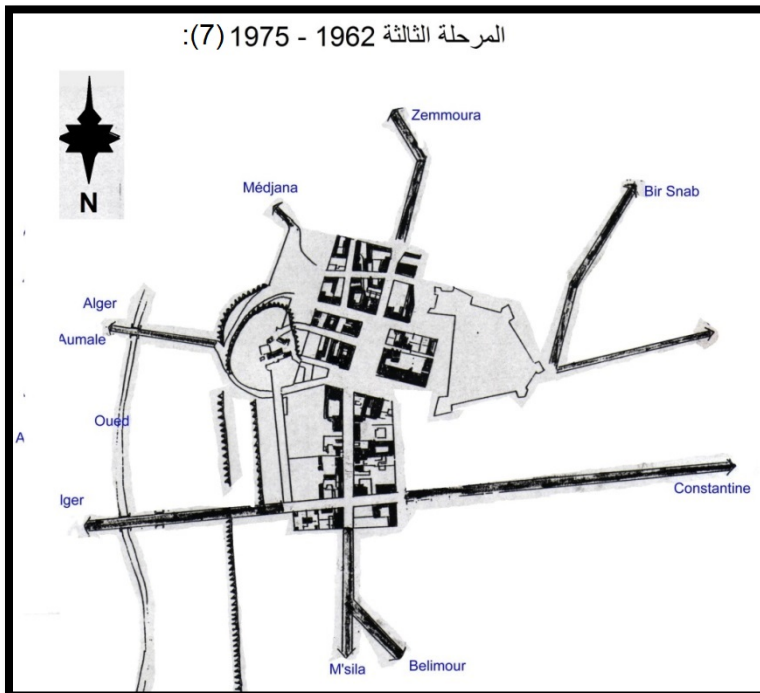 المرحلة الثالثة 1962 - 1975 (7):
Zemmoura
Médjana
Bir Snab
N
Alger
Aumale
Oued
A
lger
Constantine
M'sila
Belimour